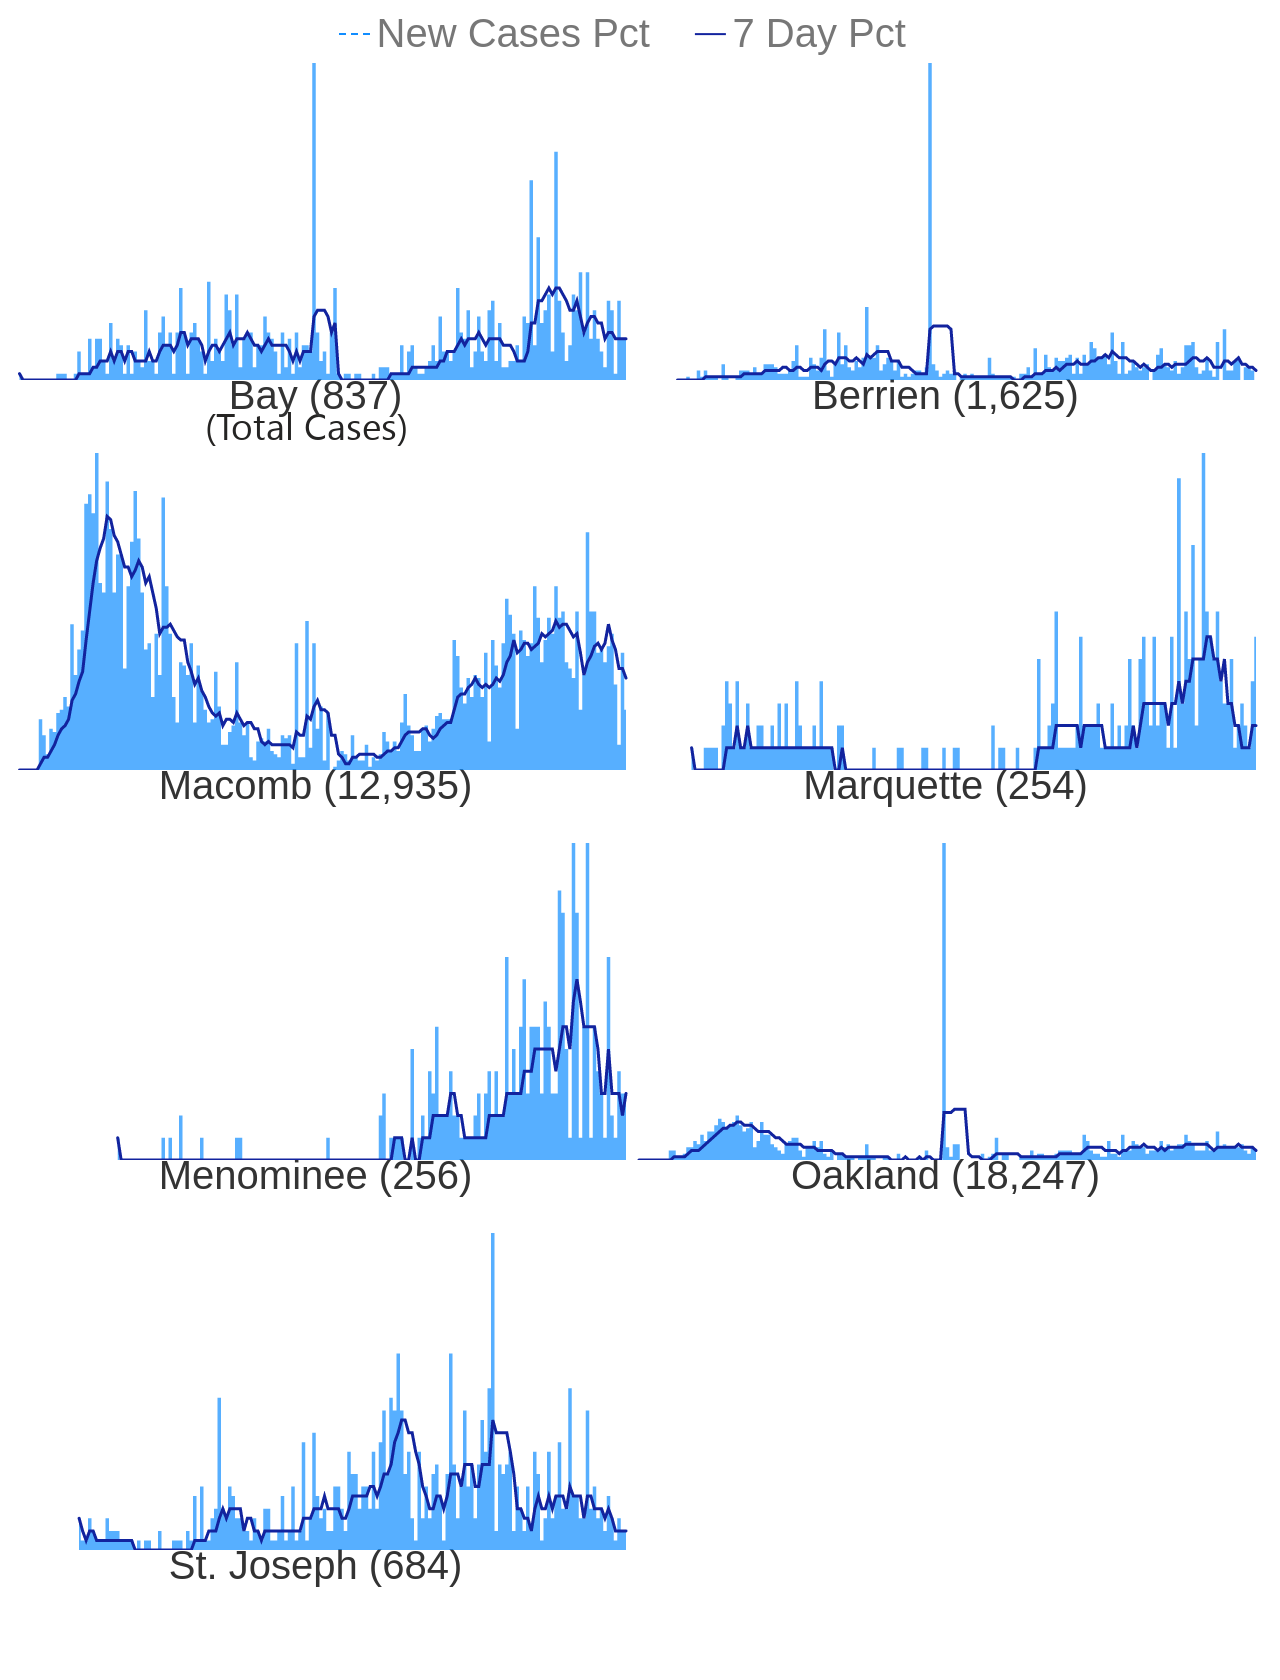 New Cases Pct 7 Day Pct
Bay (837) Berrien (1,625)
(Total Cases)
Macomb (12,935) Marquette (254)
Menominee (256) Oakland (18,247)
St. Joseph (684)